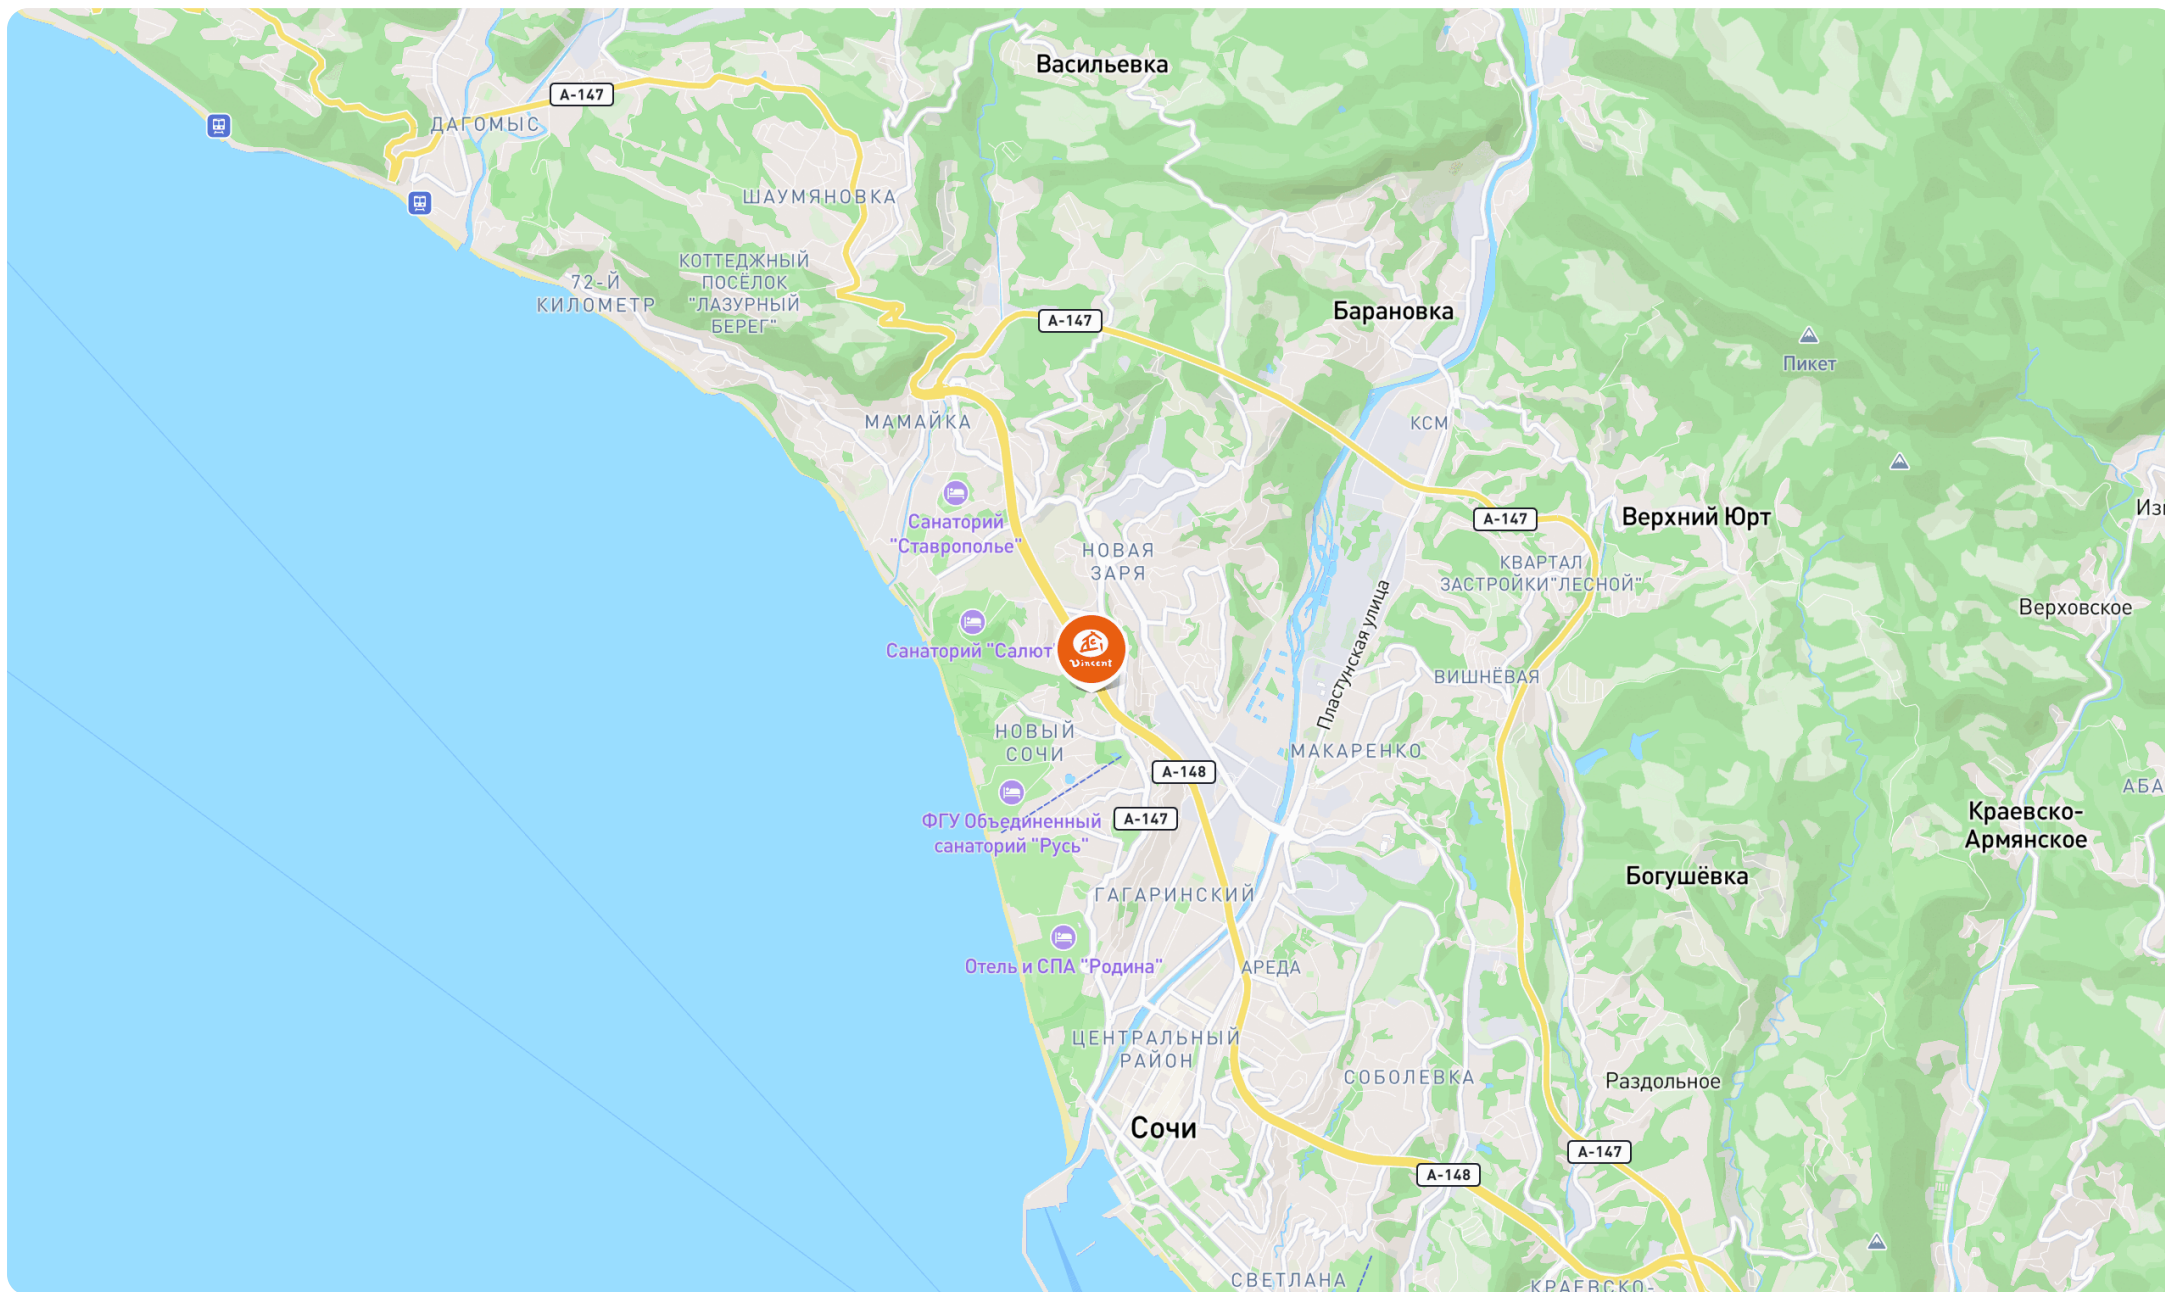 Васильевка
А-147
ДАГОМЫС
ШАУМЯНОВКА
КОТТЕДЖНЫЙ
ПОСЁЛОК
"ЛАЗУРНЫЙ
БЕРЕГ"
72-Й
КИЛОМЕТР
Барановка
А-147
Пикет
МАМАЙКА
КСМ
Санаторий
"Ставрополье"
А-147
Верхний Юрт
НОВАЯ
ЗАРЯ
КВАРТАЛ
ЗАСТРОЙКИ"ЛЕСНОЙ"
Верховское
Санаторий "Салют"
Vincent
Пластунская улица
ВИШНЁВАЯ
НОВЫЙ
СОЧИ
МАКАРЕНКО
А-148
А-147
ФГУ Объединенный
санаторий "Русь"
Краевско-
Армянское
АБА
Богушёвка
ГАГАРИНСКИЙ
Отель и СПА "Родина"
АРЕДА
ЦЕНТРАЛЬНЫЙ
РАЙОН
СОБОЛЕВКА
Раздольное
Сочи
А-147
А-148
СВЕТЛАНА
КРАЕВСКО-